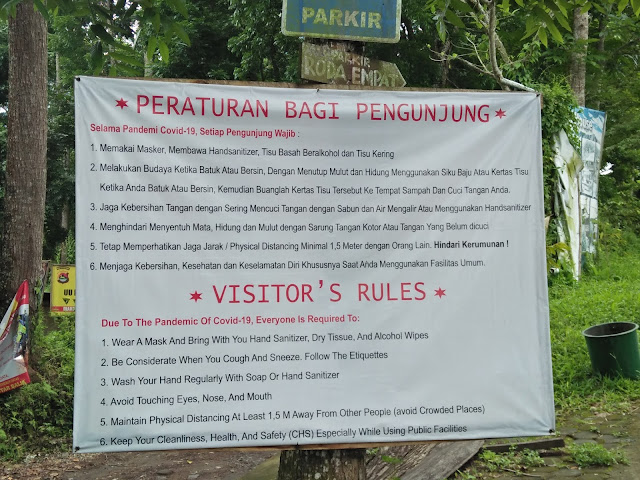 PARKIR
ROBA EMPAT
★ PERATURAN BAGI PENGUNJUNG ★
Selama Pandemi Covid-19, Setiap Pengunjung Wajib :
1. Memakai Masker, Membawa Handsanitizer, Tisu Basah Beralkohol dan Tisu Kering
2. Melakukan Budaya Ketika Batuk Atau Bersin, Dengan Menutup Mulut dan Hidung Menggunakan Siku Baju Atau Kertas Tisu
Ketika Anda Batuk Atau Bersin, Kemudian Buanglah Kertas Tisu Tersebut Ke Tempat Sampah Dan Cuci Tangan Anda.
3. Jaga Kebersihan Tangan dengan Sering Mencuci Tangan dengan Sabun dan Air Mengalir Atau Menggunakan Handsanitizer
4. Menghindari Menyentuh Mata, Hidung dan Mulut dengan Sarung Tangan Kotor Atau Tangan Yang Belum dicuci
5. Tetap Memperhatikan Jaga Jarak / Physical Distancing Minimal 1,5 Meter dengan Orang Lain. Hindari Kerumunan !
6. Menjaga Kebersihan, Kesehatan dan Keselamatan Diri Khususnya Saat Anda Menggunakan Fasilitas Umum.
★ VISITOR'S RULES ★
Due To The Pandemic Of Covid-19, Everyone Is Required To:
1. Wear A Mask And Bring With You Hand Sanitizer, Dry Tissue, And Alcohol Wipes
2. Be Considerate When You Cough And Sneeze. Follow The Etiquettes
3. Wash Your Hand Regularly With Soap Or Hand Sanitizer
4. Avoid Touching Eyes, Nose, And Mouth
5. Maintain Physical Distancing At Least 1,5 M Away From Other People (avoid Crowded Places)
6. Keep Your Cleanliness, Health, And Safety (CHS) Especially While Using Public Facilities